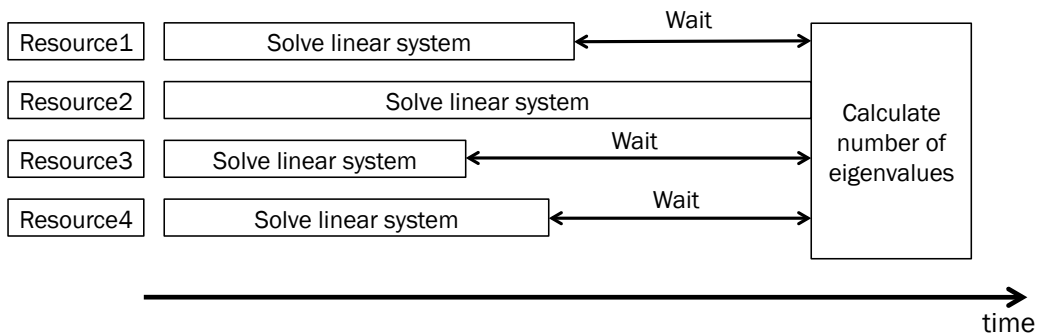 Wait
Resource1
Solve linear system
Resource2
Solve linear system
Wait
Resource3
Solve linear system
Wait
Resource4
Solve linear system
Calculate
number of
eigenvalues
time